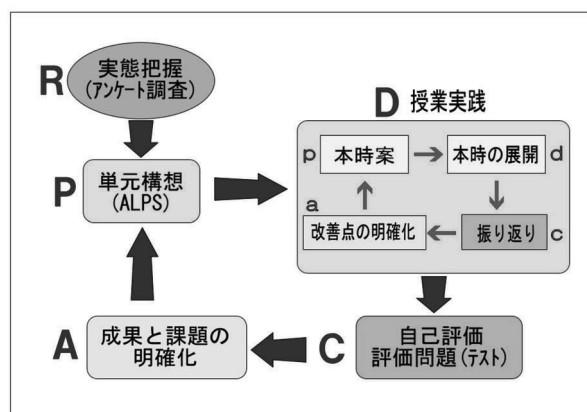 R
実態把握
(アンケート調査)
D 授業実践
p 本時案
本時の展開 d
P 単元構想
(ALPS)
a
改善点の明確化
振り返り c
A 成果と課題の
明確化
C 自己評価
評価問題(テスト)